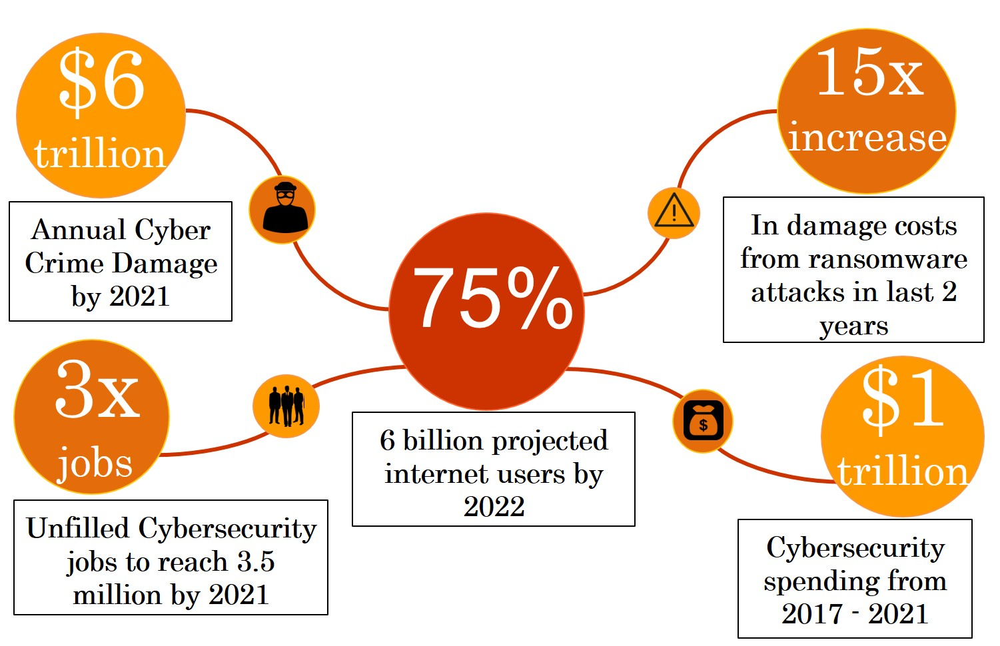 $6
trillion
Annual Cyber
Crime Damage
by 2021
3x
jobs
Unfilled Cybersecurity
jobs to reach 3.5
million by 2021
75%
6 billion projected
internet users by
2022
15x
increase
In damage costs
from ransomware
attacks in last 2
years
$
$1
trillion
Cybersecurity
spending from
2017 - 2021